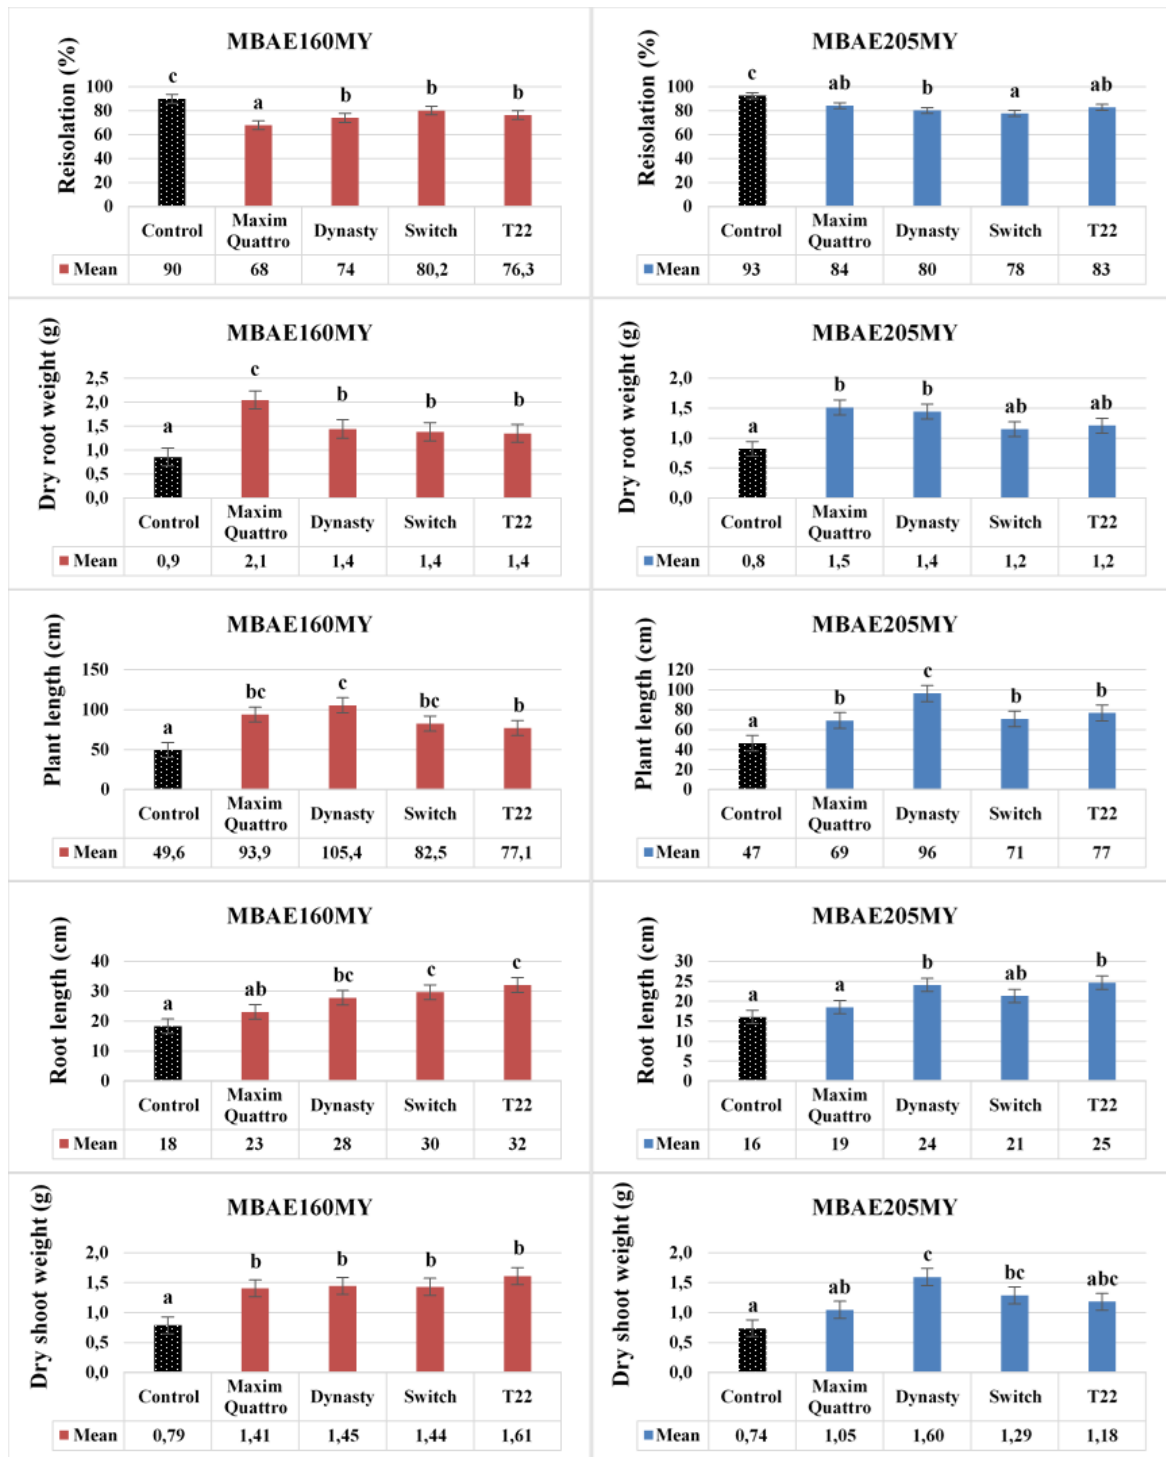 MBAE160MY
Reisolation (%)
c
a
b
b
b
100
80
60
40
20
0
Control
Maxim
Quattro
Dynasty
Switch
T22
Mean 90 68 74 80,2 76,3
MBAE205MY
Reisolation (%)
c
ab
b
a
ab
100
80
60
40
20
0
Control
Maxim
Quattro
Dynasty
Switch
T22
Mean 93 84 80 78 83
MBAE160MY
Dry root weight (g)
a
c
b
b
b
2,5
2,0
1,5
1,0
0,5
0,0
Control
Maxim
Quattro
Dynasty
Switch
T22
Mean 0,9 2,1 1,4 1,4 1,4
MBAE205MY
Dry root weight (g)
a
b
b
ab
ab
2,0
1,5
1,0
0,5
0,0
Control
Maxim
Quattro
Dynasty
Switch
T22
Mean 0,8 1,5 1,4 1,2 1,2
MBAE160MY
Plant length (cm)
a
bc
c
bc
b
150
100
50
0
Control
Maxim
Quattro
Dynasty
Switch
T22
Mean 49,6 93,9 105,4 82,5 77,1
MBAE205MY
Plant length (cm)
a
b
c
b
b
120
100
80
60
40
20
0
Control
Maxim
Quattro
Dynasty
Switch
T22
Mean 47 69 96 71 77
MBAE160MY
Root length (cm)
a
ab
bc
c
c
40
30
20
10
0
Control
Maxim
Quattro
Dynasty
Switch
T22
Mean 18 23 28 30 32
MBAE205MY
Root length (cm)
a
a
b
ab
b
30
25
20
15
10
5
0
Control
Maxim
Quattro
Dynasty
Switch
T22
Mean 16 19 24 21 25
MBAE160MY
Dry shoot weight (g)
a
b
b
b
b
2,0
1,5
1,0
0,5
0,0
Control
Maxim
Quattro
Dynasty
Switch
T22
Mean 0,79 1,41 1,45 1,44 1,61
MBAE205MY
Dry shoot weight (g)
a
ab
c
bc
abc
2,0
1,5
1,0
0,5
0,0
Control
Maxim
Quattro
Dynasty
Switch
T22
Mean 0,74 1,05 1,60 1,29 1,18